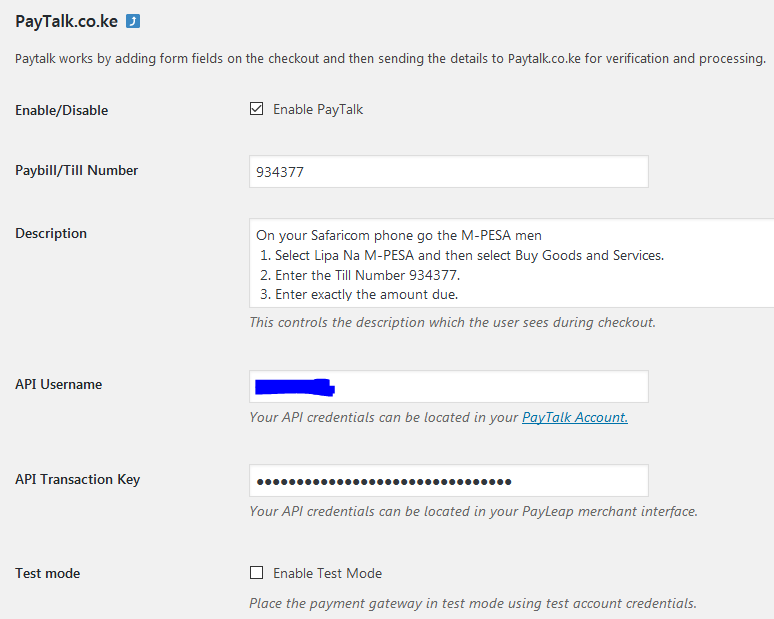 PayTalk.co.ke
Paytalk works by adding form fields on the checkout and then sending the details to Paytalk.co.ke for verification and processing.
Enable/Disable
Enable PayTalk
Paybill/Till Number
934377
Description
On your Safaricom phone go the M-PESA men
1. Select Lipa Na M-PESA and then select Buy Goods and Services.
2. Enter the Till Number 934377.
3. Enter exactly the amount due.
This controls the description which the user sees during checkout.
API Username
Your API credentials can be located in your PayTalk Account.
API Transaction Key
Your API credentials can be located in your PayLeap merchant interface.
Test mode
Enable Test Mode
Place the payment gateway in test mode using test account credentials.